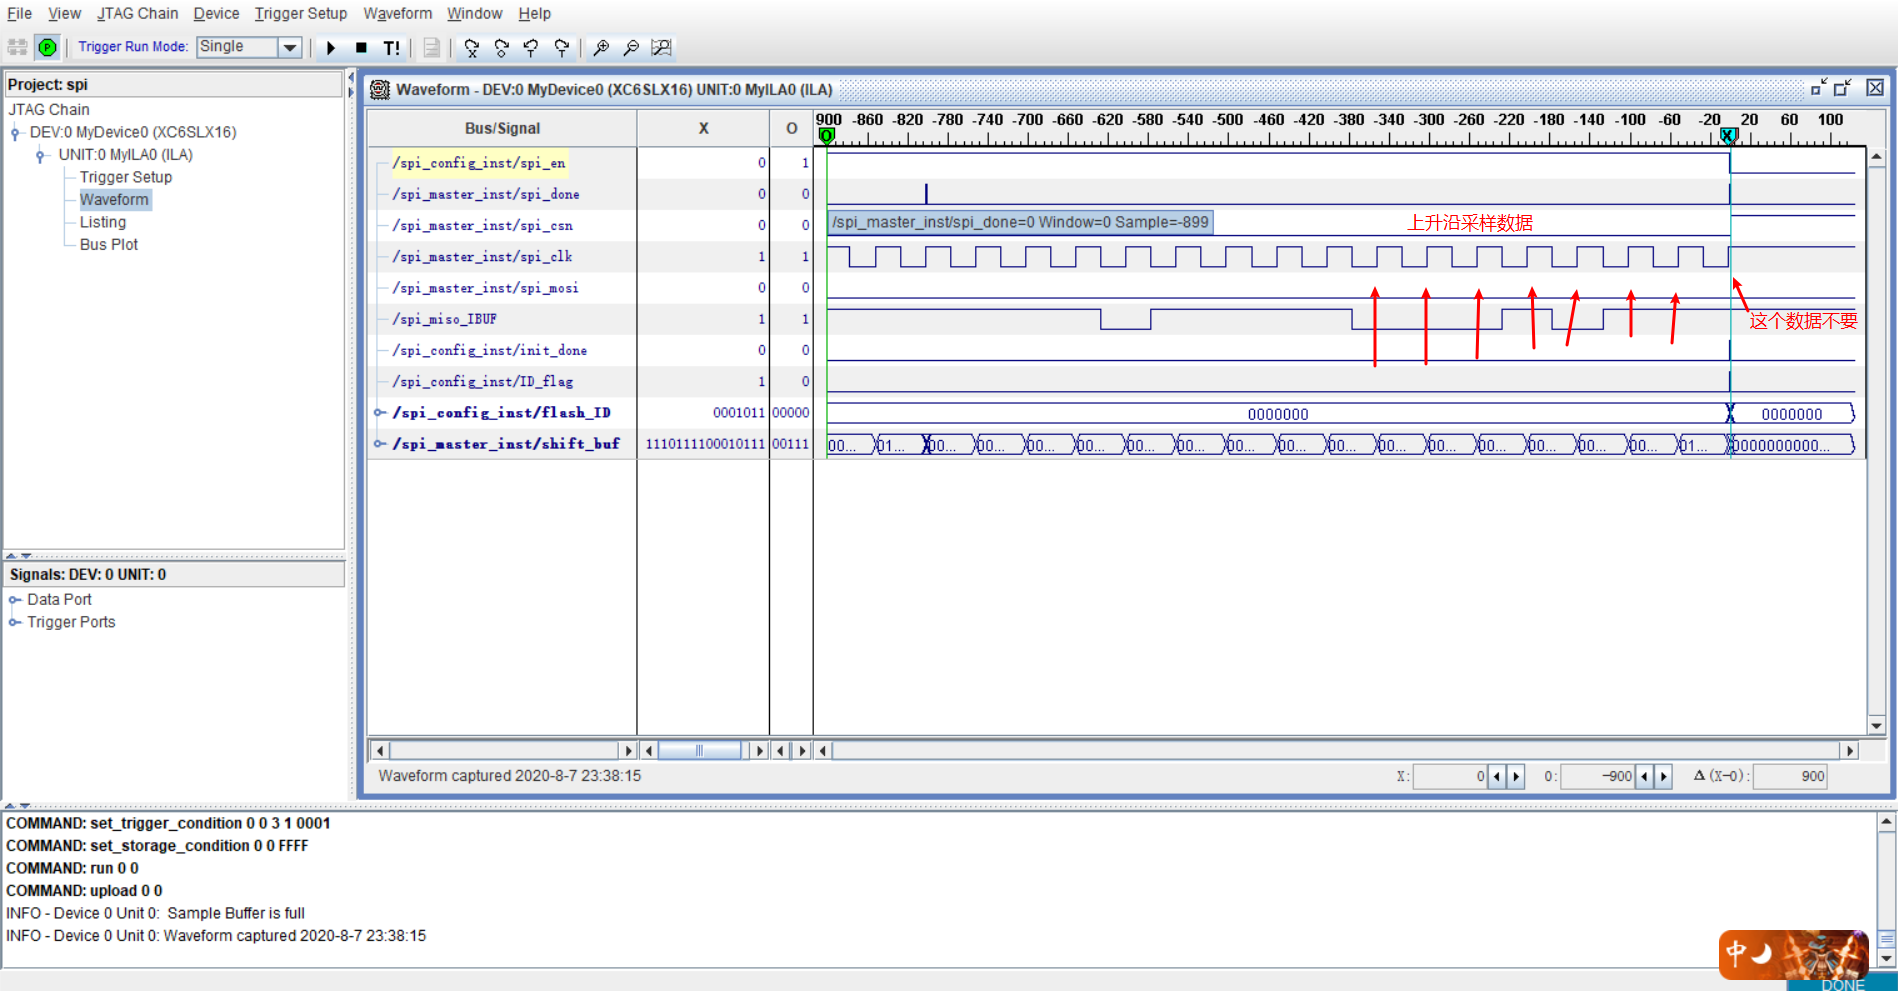 File View JTAG Chain Device Trigger Setup Waveform Window Help
P Trigger Run Mode: Single T!
Project: spi
JTAG Chain
DEV:0 MyDevice0 (XC6SLX16)
UNIT:0 MyILA0 (ILA)
Trigger Setup
Waveform
Listing
Bus Plot
Signals: DEV: 0 UNIT: 0
Data Port
Trigger Ports
Waveform - DEV:0 MyDevice0 (XC6SLX16) UNIT:0 MyILA0 (ILA)
Bus/Signal X O 900 -860 -820 -780 -740 -700 -660 -620 -580 -540 -500 -460 -420 -380 -340 -300 -260 -220 -180 -140 -100 -60 -20 20 60 100
O X
/spi_config_inst/spi_en 0 1
/spi_master_inst/spi_done 0 0
/spi_master_inst/spi_csn 0 0 /spi_master_inst/spi_done=0 Window=0 Sample=-899 上升沿采样数据
/spi_master_inst/spi_clk 1 1
/spi_master_inst/spi_mosi 0 0
/spi_miso_IBUF 1 1 这个数据不要
/spi_config_inst/init_done 0 0
/spi_config_inst/ID_flag 1 0
/spi_config_inst/flash_ID 0001011 00000 0000000 0000000
/spi_master_inst/shift_buf 1110111100010111 00111 00... 01... 00... 00... 00... 00... 00... 00... 00... 00... 00... 00... 00... 00... 00... 00... 00... 01... 0000000000...
Waveform captured 2020-8-7 23:38:15 X: 0 O: -900 Δ (X-O): 900
COMMAND: set_trigger_condition 0 0 3 1 0001
COMMAND: set_storage_condition 0 0 FFFF
COMMAND: run 0 0
COMMAND: upload 0 0
INFO - Device 0 Unit 0: Sample Buffer is full
INFO - Device 0 Unit 0: Waveform captured 2020-8-7 23:38:15
中
DONE